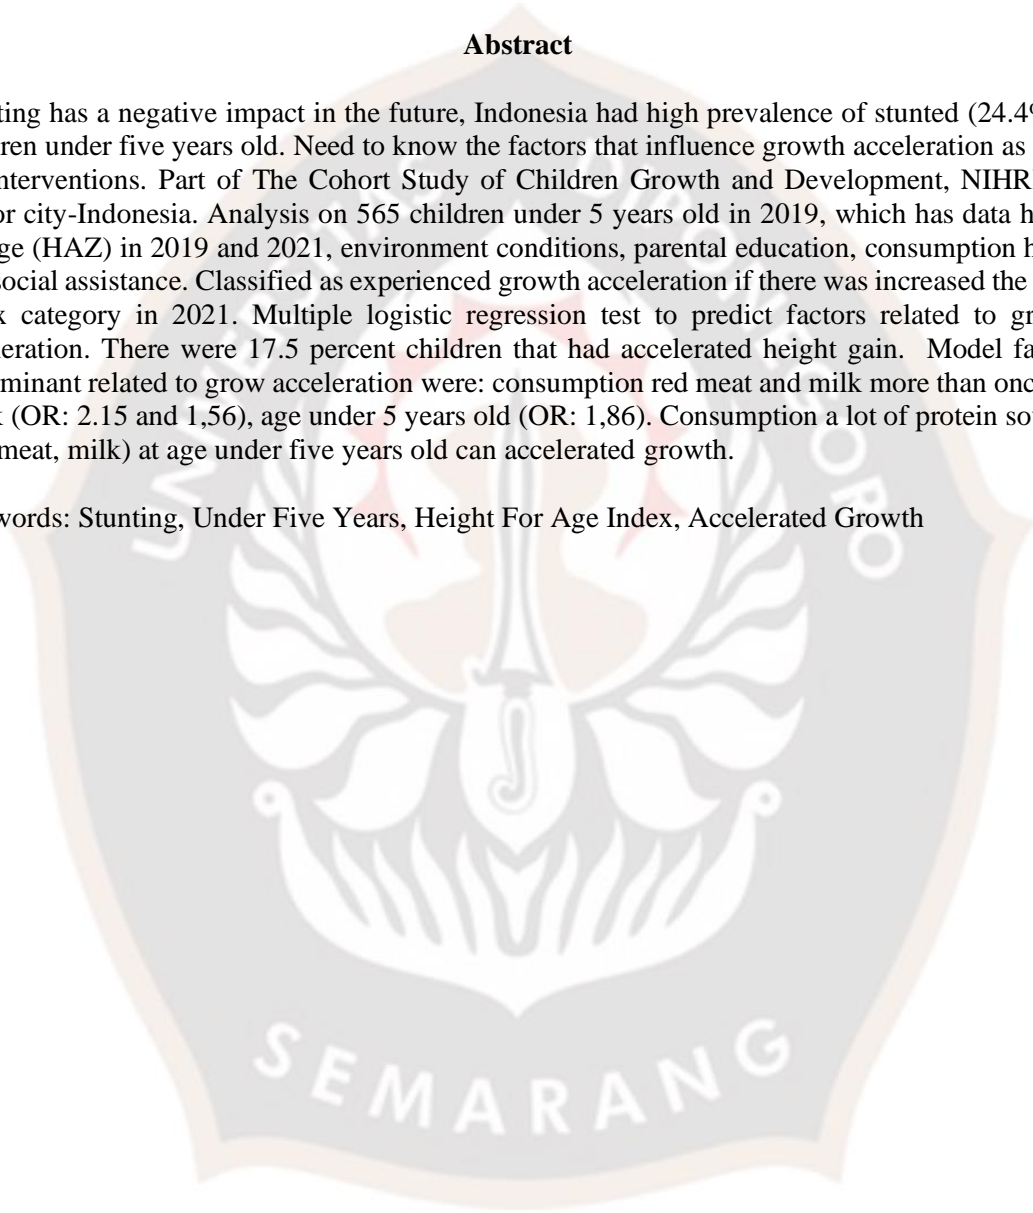 Abstract
ting has a negative impact in the future, Indonesia had high prevalence of stunted (24.4%
ren under five years old. Need to know the factors that influence growth acceleration as
nterventions. Part of The Cohort Study of Children Growth and Development, NIHR
or city-Indonesia. Analysis on 565 children under 5 years old in 2019, which has data h
ge (HAZ) in 2019 and 2021, environment conditions, parental education, consumption h
social assistance. Classified as experienced growth acceleration if there was increased the
x category in 2021. Multiple logistic regression test to predict factors related to gr
eration. There were 17.5 percent children that had accelerated height gain. Model fa
minant related to grow acceleration were: consumption red meat and milk more than onc
k (OR: 2.15 and 1,56), age under 5 years old (OR: 1,86). Consumption a lot of protein so
meat, milk) at age under five years old can accelerated growth.
words: Stunting, Under Five Years, Height For Age Index, Accelerated Growth
UNIVERSITAS DIPONEGORO
SEMARANG